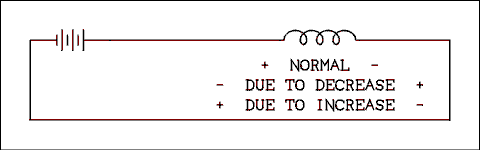 + NORMAL -
- DUE TO DECREASE +
+ DUE TO INCREASE -